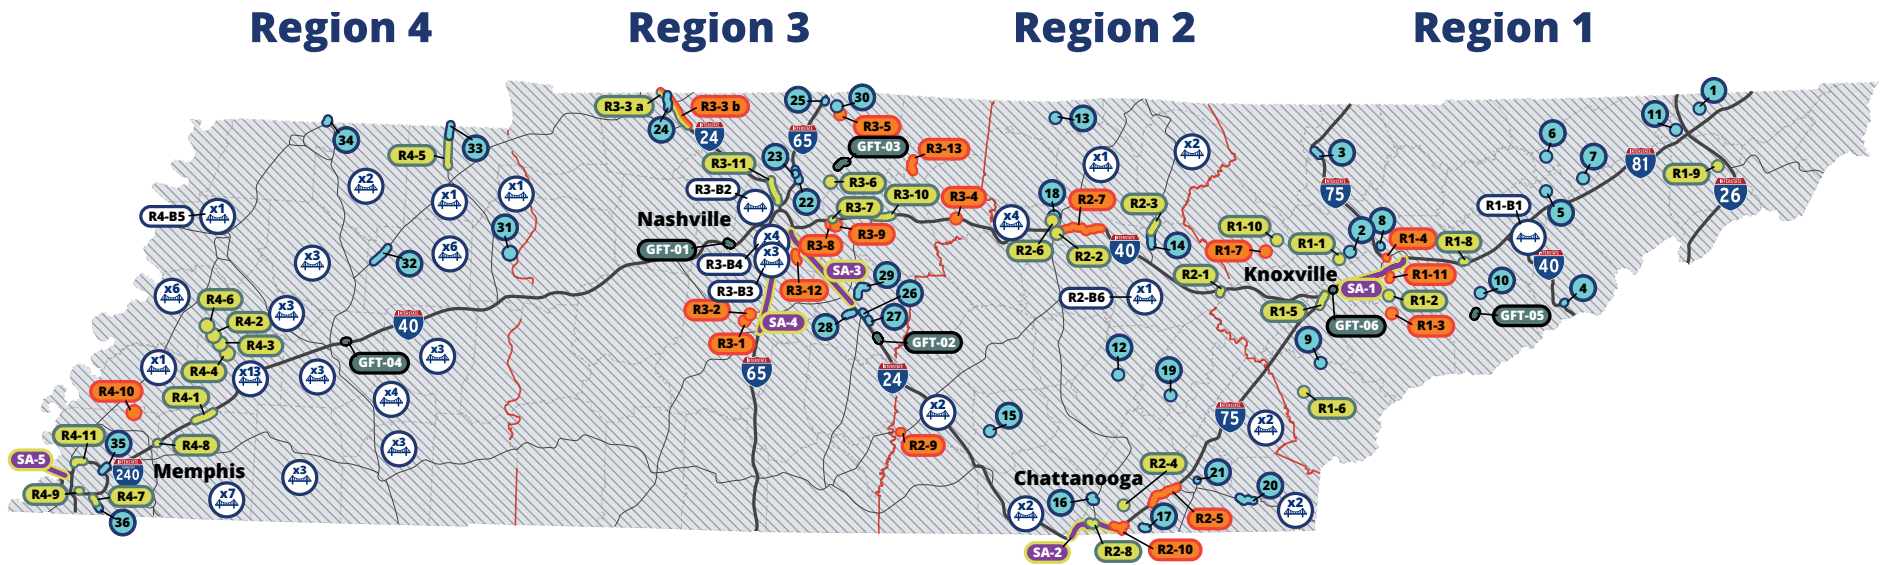 Region 4
Region 3
Region 2
Region 1
34
R4-5
33
x2
x1
x1
R4-B5
x1
31
x6
32
x3
x6
R4-6
x3
R4-2
R4-3
R4-4
40
GFT-04
x3
x1
x13
x3
R4-10
R4-1
x4
R4-11
35
R4-8
x3
SA-5
240
Memphis
x3
R4-9
R4-7
x7
36
R3-3 a
R3-3 b
24
24
25
30
65
R3-5
GFT-03
R3-13
R3-11
23
R3-B2
R3-6
22
R3-10
R3-4
Nashville
R3-7
R3-9
R3-8
GFT-01
x4
x3
R3-B4
R3-B3
SA-3
29
R3-12
26
R3-2
SA-4
28
27
R3-1
GFT-02
65
24
13
x1
x2
18
R2-7
R2-3
x4
R2-6
R2-2
40
14
R2-1
R2-B6
x1
12
19
x2
15
R2-9
75
x2
Chattanooga
R2-4
21
20
x2
16
x2
17
R2-5
SA-2
R2-8
R2-10
1
11
6
7
81
3
R1-9
75
26
R1-B1
5
8
2
R1-10
R1-1
R1-4
R1-8
R1-7
40
Knoxville
R1-11
SA-1
10
4
R1-2
R1-5
GFT-06
R1-3
GFT-05
9
R1-6